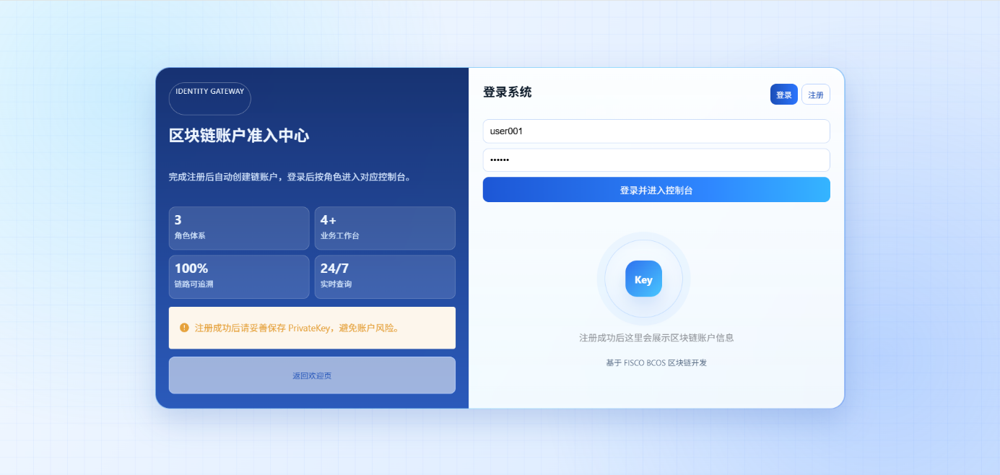 IDENTITY GATEWAY
区块链账户准入中心
完成注册后自动创建链账户，登录后按角色进入对应控制台。
3
角色体系
4+
业务工作台
100%
链路可追溯
24/7
实时查询
注册成功后请妥善保存 PrivateKey，避免账户风险。
返回欢迎页
登录系统
登录
注册
user001
••••••
登录并进入控制台
Key
注册成功后这里会展示区块链账户信息
基于 FISCO BCOS 区块链开发